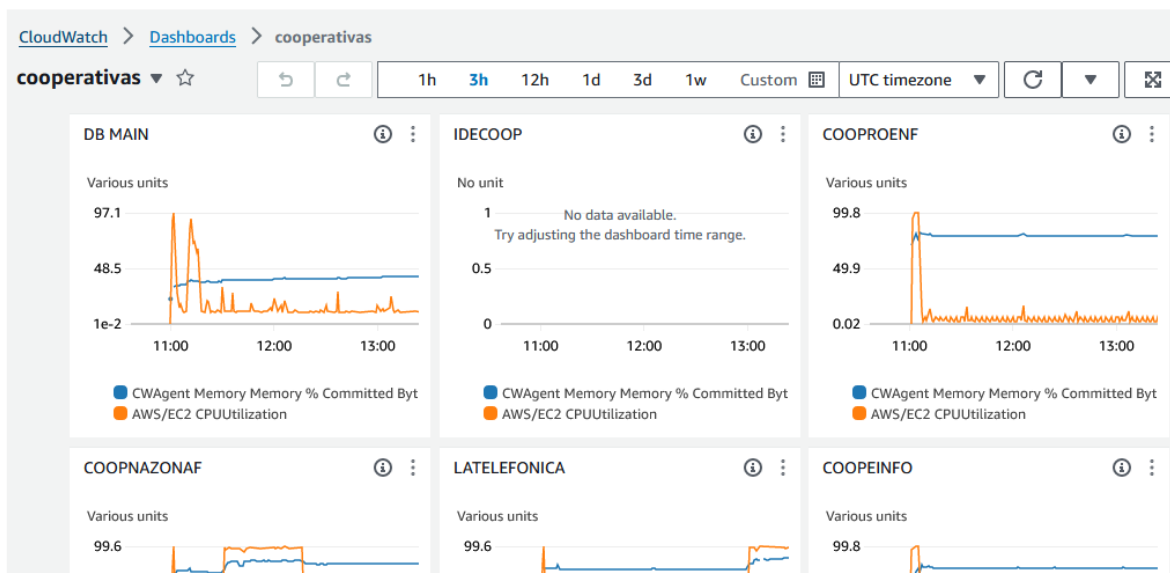 CloudWatch > Dashboards > cooperativas
cooperativas
1h 3h 12h 1d 3d 1w Custom UTC timezone
DB MAIN
Various units
97.1
48.5
1e-2
11:00 12:00 13:00
CWAgent Memory Memory % Committed Byt
AWS/EC2 CPUUtilization
IDECOOP
No unit
1
No data available.
Try adjusting the dashboard time range.
0.5
0
11:00 12:00 13:00
CWAgent Memory Memory % Committed Byt
AWS/EC2 CPUUtilization
COOPROENF
Various units
99.8
49.9
0.02
11:00 12:00 13:00
CWAgent Memory Memory % Committed Byt
AWS/EC2 CPUUtilization
COOPNAZONAF
Various units
99.6
LATELEFONICA
Various units
99.6
COOPEINFO
Various units
99.8